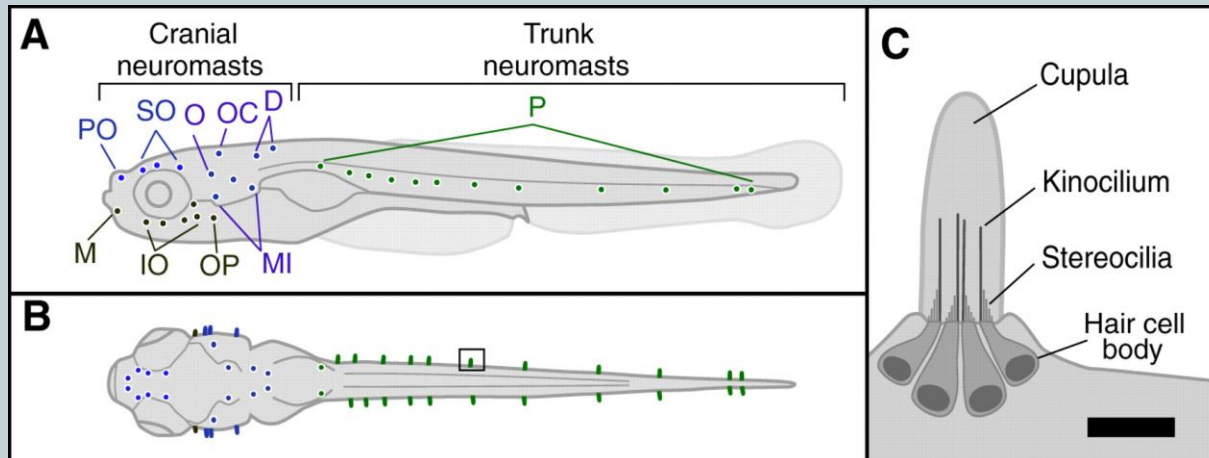 A
Cranial
neuromasts
Trunk
neuromasts
PO
SO
O
OC
D
P
M
IO
OP
MI
B
C
Cupula
Kinocilium
Stereocilia
Hair cell
body